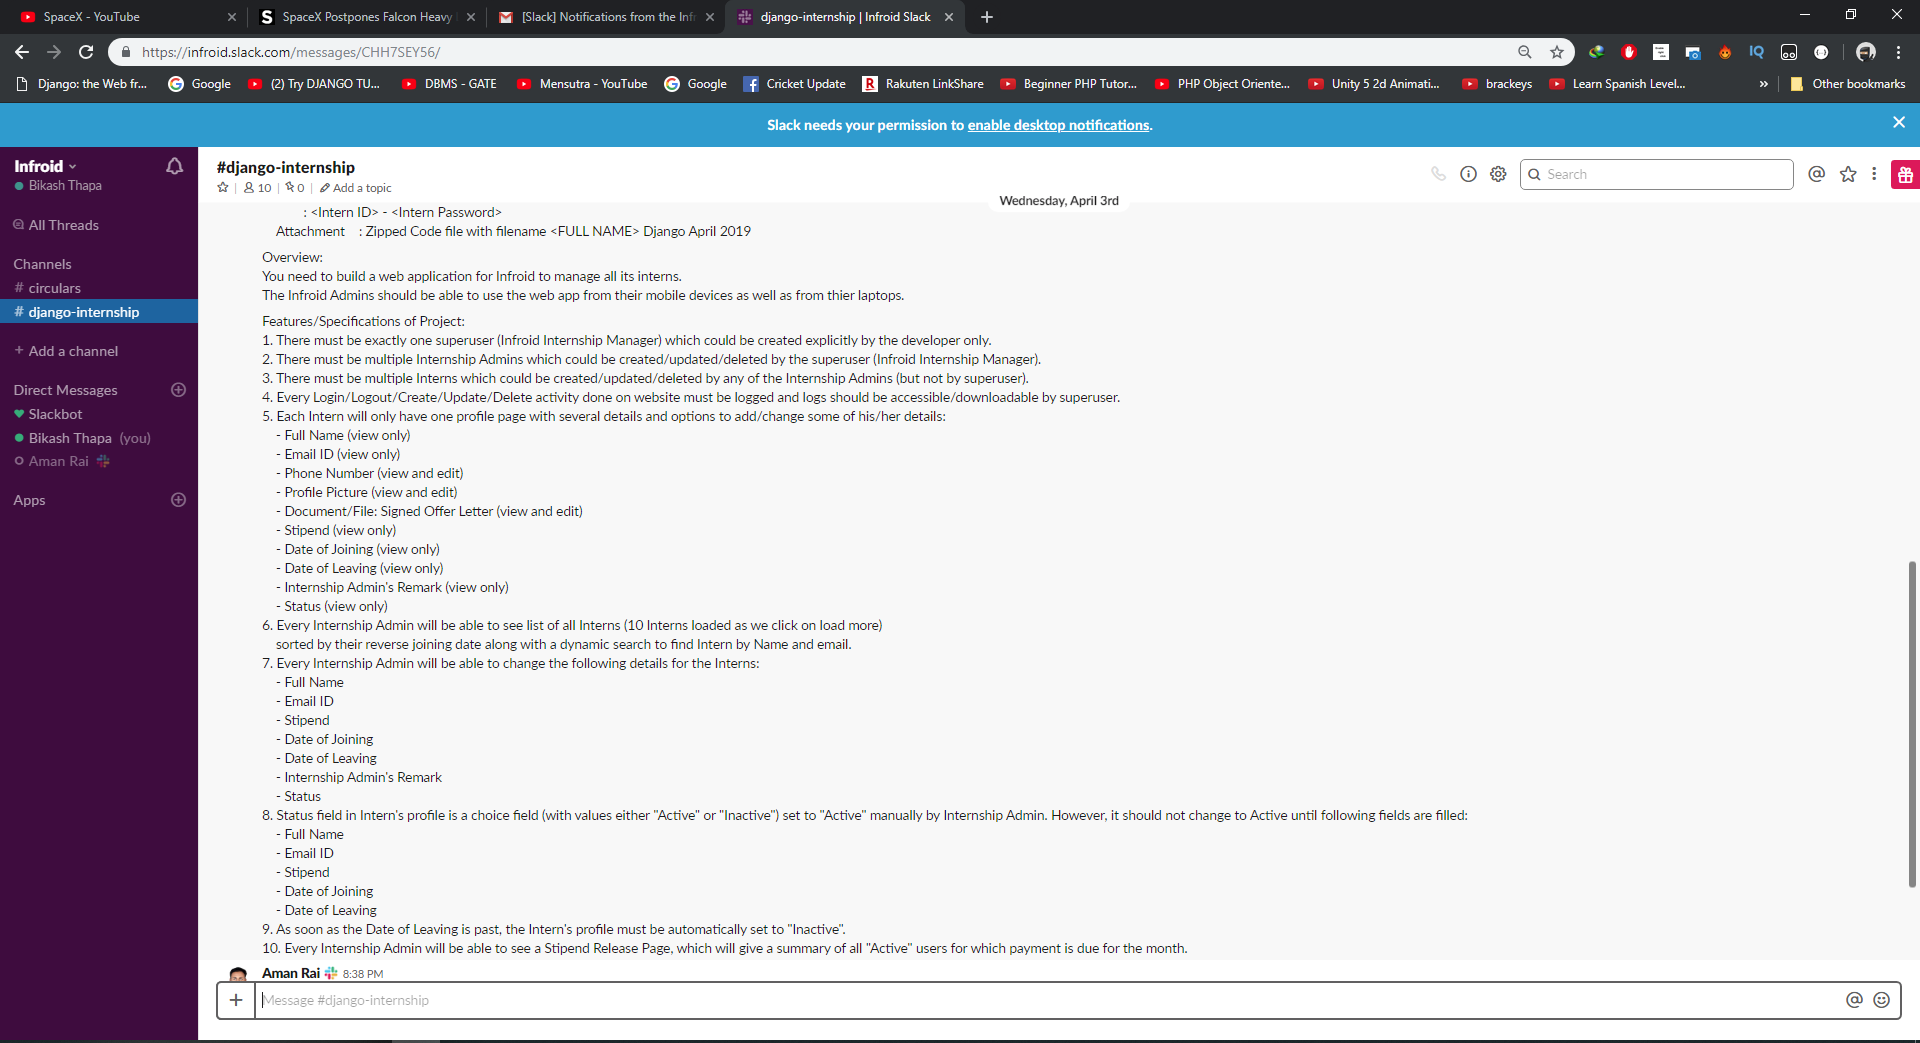 SpaceX - YouTube
SpaceX Postpones Falcon Heavy
[Slack] Notifications from the Inf
django-internship | Infroid Slack
https://infroid.slack.com/messages/CHH7SEY56/
Django: the Web fr...
Google
(2) Try DJANGO TU...
DBMS - GATE
Mensutra - YouTube
Google
Cricket Update
Rakuten LinkShare
Beginner PHP Tutor...
PHP Object Oriente...
Unity 5 2d Animati...
brackeys
Learn Spanish Level...
»
Other bookmarks
Slack needs your permission to enable desktop notifications.
Infroid
Bikash Thapa
All Threads
Channels
# circulars
# django-internship
+ Add a channel
Direct Messages
Slackbot
Bikash Thapa (you)
Aman Rai
Apps
#django-internship
10 | 0 | Add a topic
Search
Wednesday, April 3rd
: <Intern ID> - <Intern Password>
Attachment : Zipped Code file with filename <FULL NAME> Django April 2019
Overview:
You need to build a web application for Infroid to manage all its interns.
The Infroid Admins should be able to use the web app from their mobile devices as well as from thier laptops.
Features/Specifications of Project:
1. There must be exactly one superuser (Infroid Internship Manager) which could be created explicitly by the developer only.
2. There must be multiple Internship Admins which could be created/updated/deleted by the superuser (Infroid Internship Manager).
3. There must be multiple Interns which could be created/updated/deleted by any of the Internship Admins (but not by superuser).
4. Every Login/Logout/Create/Update/Delete activity done on website must be logged and logs should be accessible/downloadable by superuser.
5. Each Intern will only have one profile page with several details and options to add/change some of his/her details:
- Full Name (view only)
- Email ID (view only)
- Phone Number (view and edit)
- Profile Picture (view and edit)
- Document/File: Signed Offer Letter (view and edit)
- Stipend (view only)
- Date of Joining (view only)
- Date of Leaving (view only)
- Internship Admin's Remark (view only)
- Status (view only)
6. Every Internship Admin will be able to see list of all Interns (10 Interns loaded as we click on load more)
sorted by their reverse joining date along with a dynamic search to find Intern by Name and email.
7. Every Internship Admin will be able to change the following details for the Interns:
- Full Name
- Email ID
- Stipend
- Date of Joining
- Date of Leaving
- Internship Admin's Remark
- Status
8. Status field in Intern's profile is a choice field (with values either "Active" or "Inactive") set to "Active" manually by Internship Admin. However, it should not change to Active until following fields are filled:
- Full Name
- Email ID
- Stipend
- Date of Joining
- Date of Leaving
9. As soon as the Date of Leaving is past, the Intern's profile must be automatically set to "Inactive".
10. Every Internship Admin will be able to see a Stipend Release Page, which will give a summary of all "Active" users for which payment is due for the month.
Aman Rai 8:38 PM
Message #django-internship